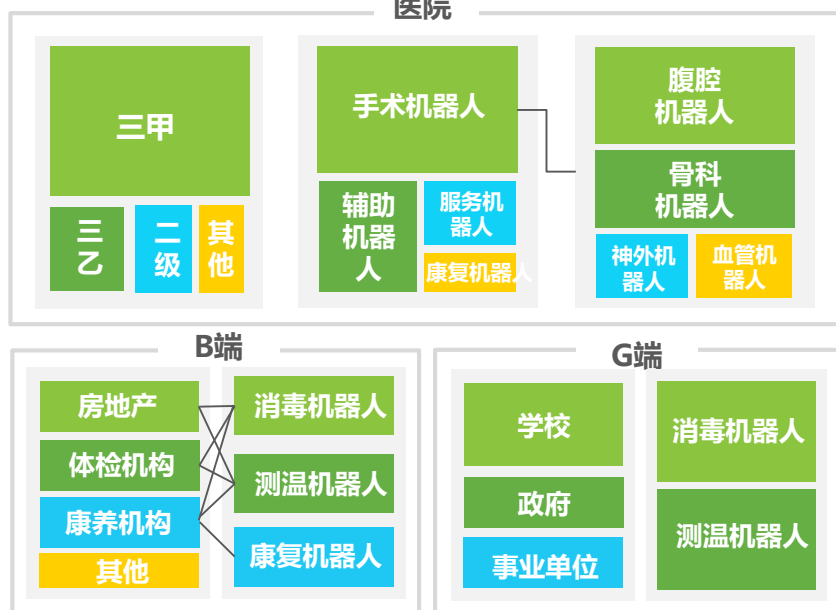 医院
三甲
三
乙
二
级
其
他
手术机器人
辅助
机器
人
服务机
器人
康复机器人
腹腔
机器人
骨科
机器人
神外机
器人
血管机
器人
B端
房地产
体检机构
康养机构
其他
消毒机器人
测温机器人
康复机器人
G端
学校
政府
事业单位
消毒机器人
测温机器人